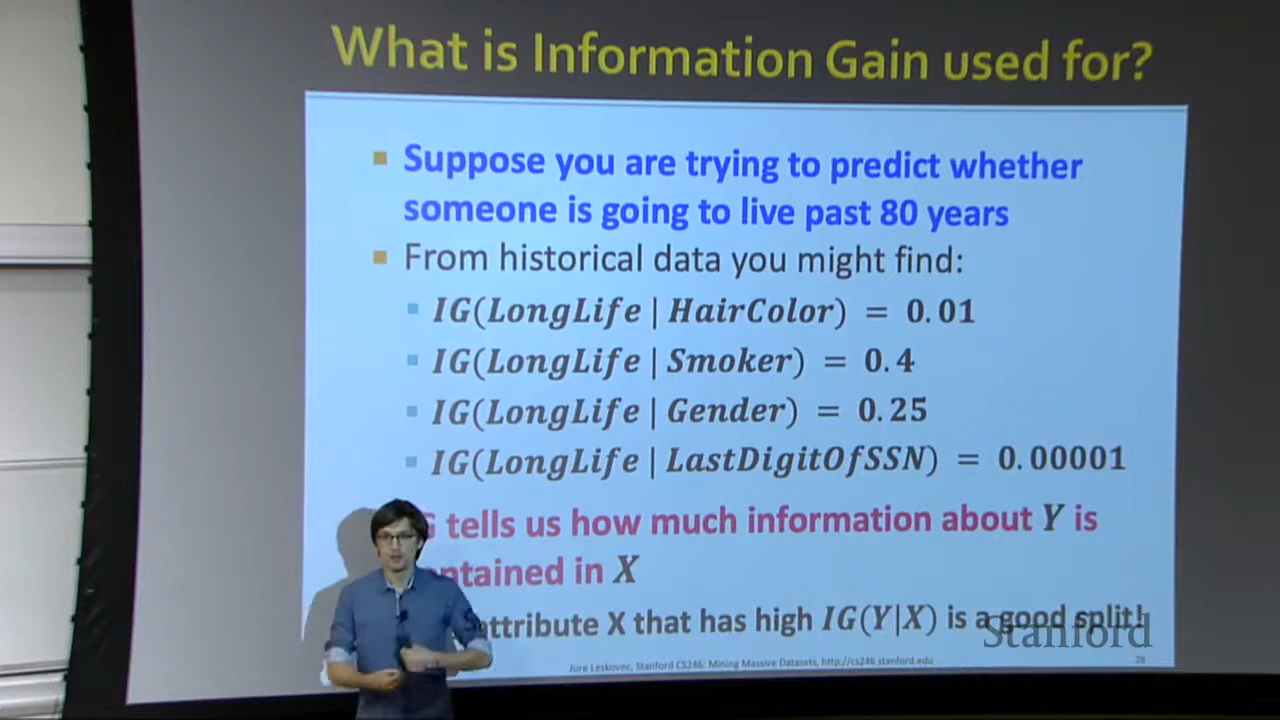 What is Information Gain used for?
Suppose you are trying to predict whether
someone is going to live past 80 years
From historical data you might find:
IG(LongLife | HairColor) = 0.01
IG(LongLife | Smoker) = 0.4
IG(LongLife | Gender) = 0.25
IG(LongLife | LastDigitOfSSN) = 0.00001
tells us how much information about Y is
in X
attribute X that has high IG(Y|X) is a good split!
Stanford
Jure Leskovec, Stanford CS246: Mining Massive Datasets, http://cs246.stanford.edu